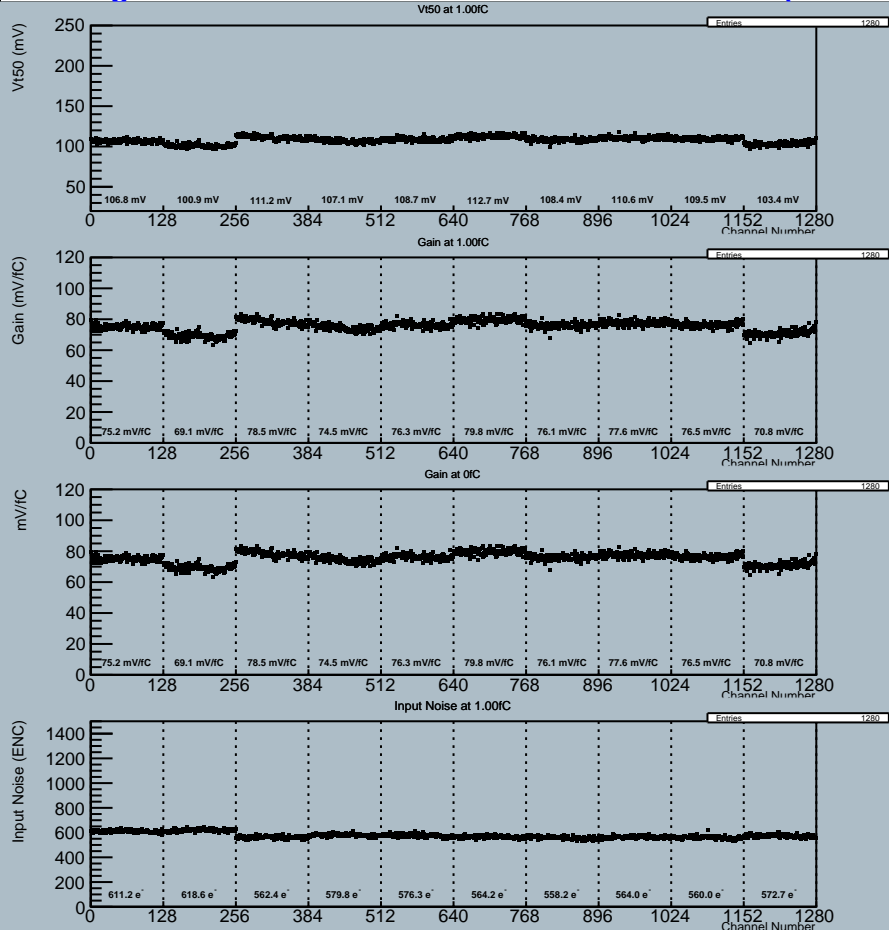 Vt50 at 1.00fC
Entries 1280
Vt50 (mV)
250
200
150
100
50
106.8 mV 100.9 mV 111.2 mV 107.1 mV 108.7 mV 112.7 mV 108.4 mV 110.6 mV 109.5 mV 103.4 mV
0 128 256 384 512 640 768 896 1024 1152 1280
Channel Number
Gain at 1.00fC
Entries 1280
Gain (mV/fC)
120
100
80
60
40
20
0
75.2 mV/fC 69.1 mV/fC 78.5 mV/fC 74.5 mV/fC 76.3 mV/fC 79.8 mV/fC 76.1 mV/fC 77.6 mV/fC 76.5 mV/fC 70.8 mV/fC
0 128 256 384 512 640 768 896 1024 1152 1280
Channel Number
Gain at 0fC
Entries 1280
mV/fC
120
100
80
60
40
20
0
75.2 mV/fC 69.1 mV/fC 78.5 mV/fC 74.5 mV/fC 76.3 mV/fC 79.8 mV/fC 76.1 mV/fC 77.6 mV/fC 76.5 mV/fC 70.8 mV/fC
0 128 256 384 512 640 768 896 1024 1152 1280
Channel Number
Input Noise at 1.00fC
Entries 1280
Input Noise (ENC)
1400
1200
1000
800
600
400
200
0
611.2 e⁻ 618.6 e⁻ 562.4 e⁻ 579.8 e⁻ 576.3 e⁻ 564.2 e⁻ 558.2 e⁻ 564.0 e⁻ 560.0 e⁻ 572.7 e⁻
0 128 256 384 512 640 768 896 1024 1152 1280
Channel Number